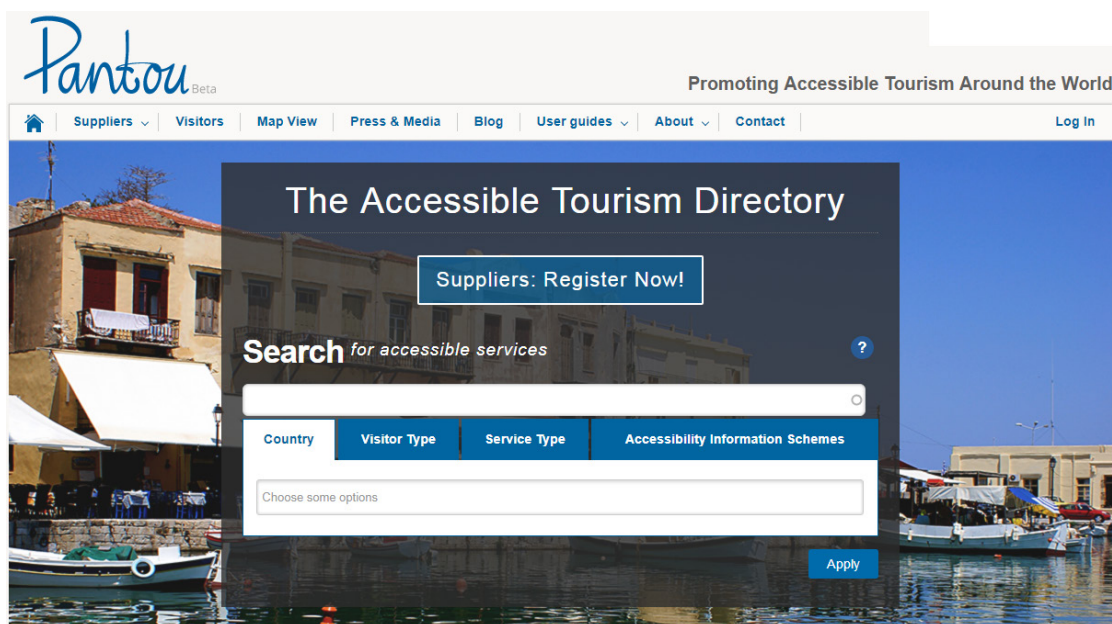 Pantou Beta
Promoting Accessible Tourism Around the World
Suppliers Visitors Map View Press & Media Blog User guides About Contact Log In
The Accessible Tourism Directory
Suppliers: Register Now!
Search for accessible services ?
Country Visitor Type Service Type Accessibility Information Schemes
Choose some options
Apply